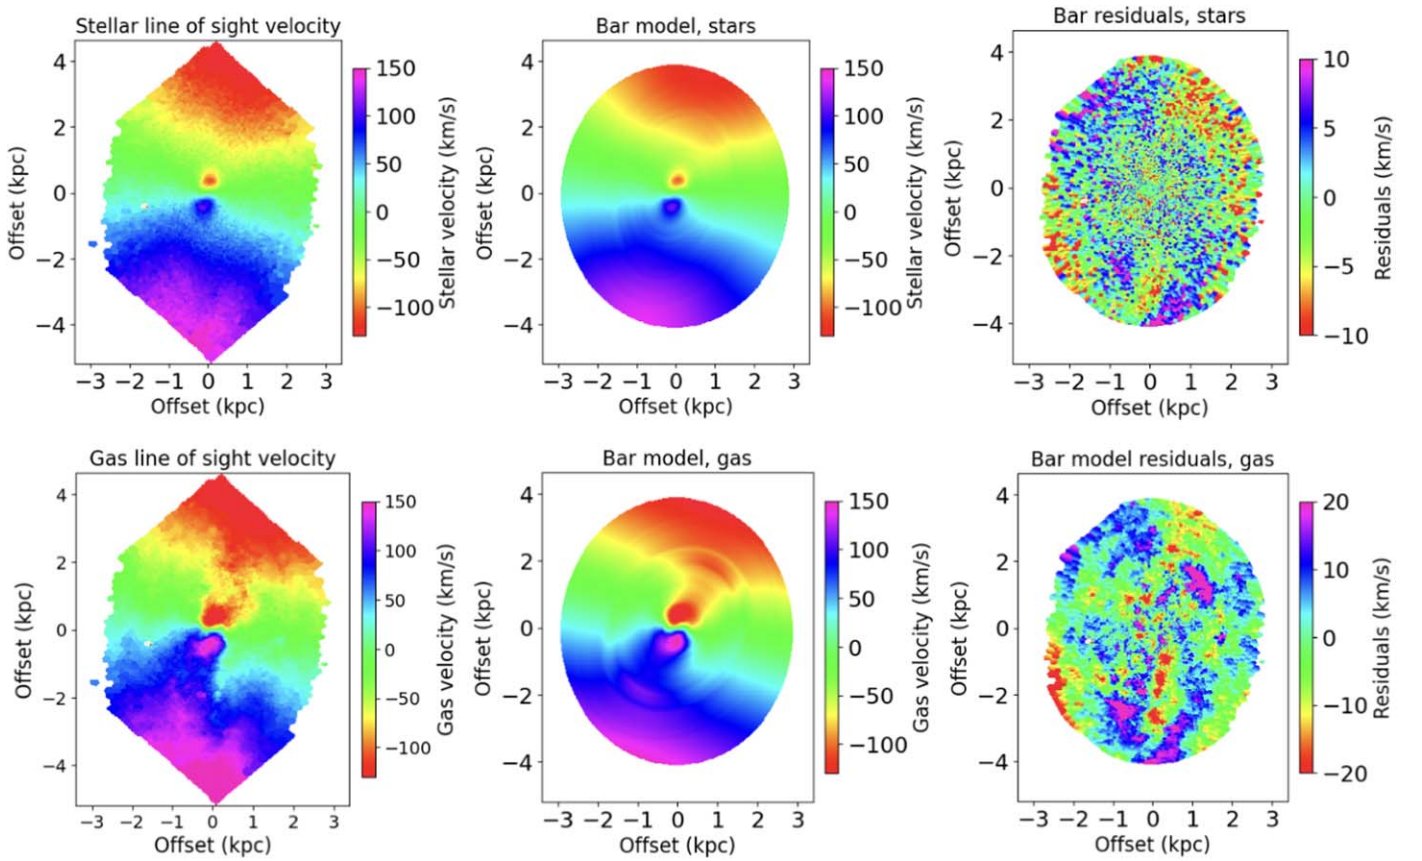 Stellar line of sight velocity
4
2
0
−2
−4
−3 −2 −1 0 1 2 3
Offset (kpc)
Offset (kpc)
150
100
50
0
−50
−100
Stellar velocity (km/s)
Bar model, stars
4
2
0
−2
−4
−3 −2 −1 0 1 2 3
Offset (kpc)
Offset (kpc)
150
100
50
0
−50
−100
Stellar velocity (km/s)
Bar residuals, stars
4
2
0
−2
−4
−3 −2 −1 0 1 2 3
Offset (kpc)
Offset (kpc)
10
5
0
−5
−10
Residuals (km/s)
Gas line of sight velocity
4
2
0
−2
−4
−3 −2 −1 0 1 2 3
Offset (kpc)
Offset (kpc)
150
100
50
0
−50
−100
Gas velocity (km/s)
Bar model, gas
4
2
0
−2
−4
−3 −2 −1 0 1 2 3
Offset (kpc)
Offset (kpc)
150
100
50
0
−50
−100
Gas velocity (km/s)
Bar model residuals, gas
4
2
0
−2
−4
−3 −2 −1 0 1 2 3
Offset (kpc)
Offset (kpc)
20
10
0
−10
−20
Residuals (km/s)